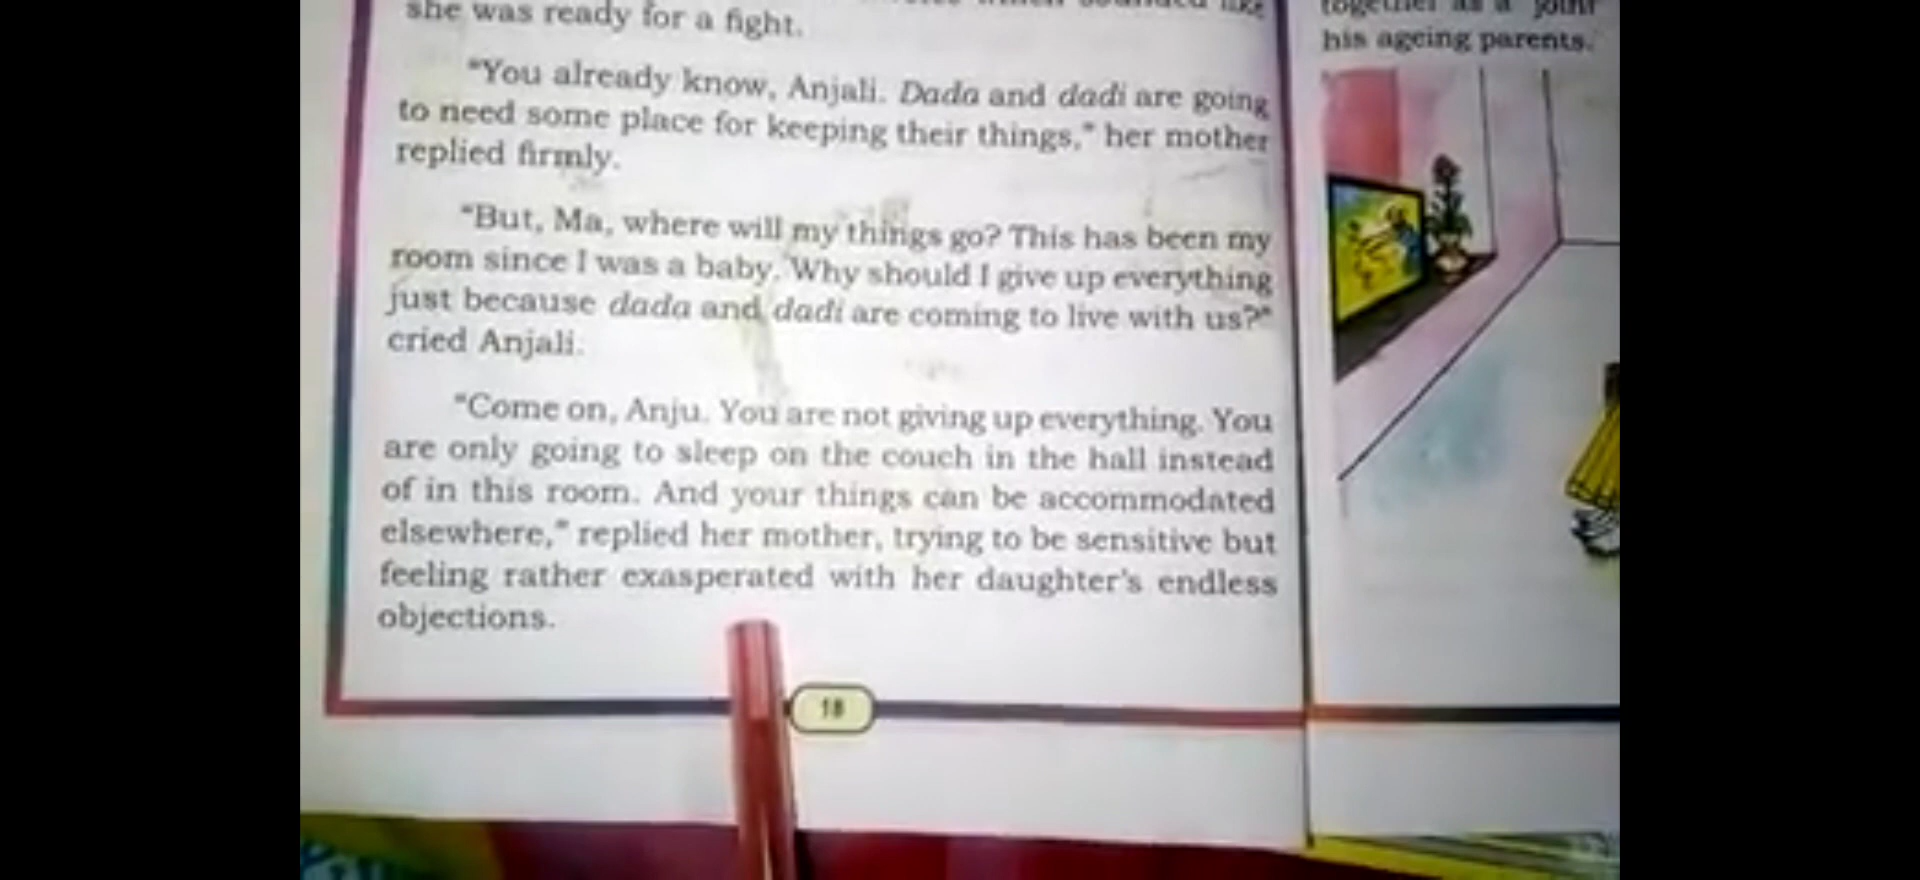 she was ready for a fight.
"You already know, Anjali. Dada and dadi are going
to need some place for keeping their things," her mother
replied firmly.
"But, Ma, where will my things go? This has been my
room since I was a baby. Why should I give up everything
just because dada and dadi are coming to live with us?"
cried Anjali.
"Come on, Anju. You are not giving up everything. You
are only going to sleep on the couch in the hall instead
of in this room. And your things can be accommodated
elsewhere," replied her mother, trying to be sensitive but
feeling rather exasperated with her daughter's endless
objections.
18
together as a joint
his ageing parents.